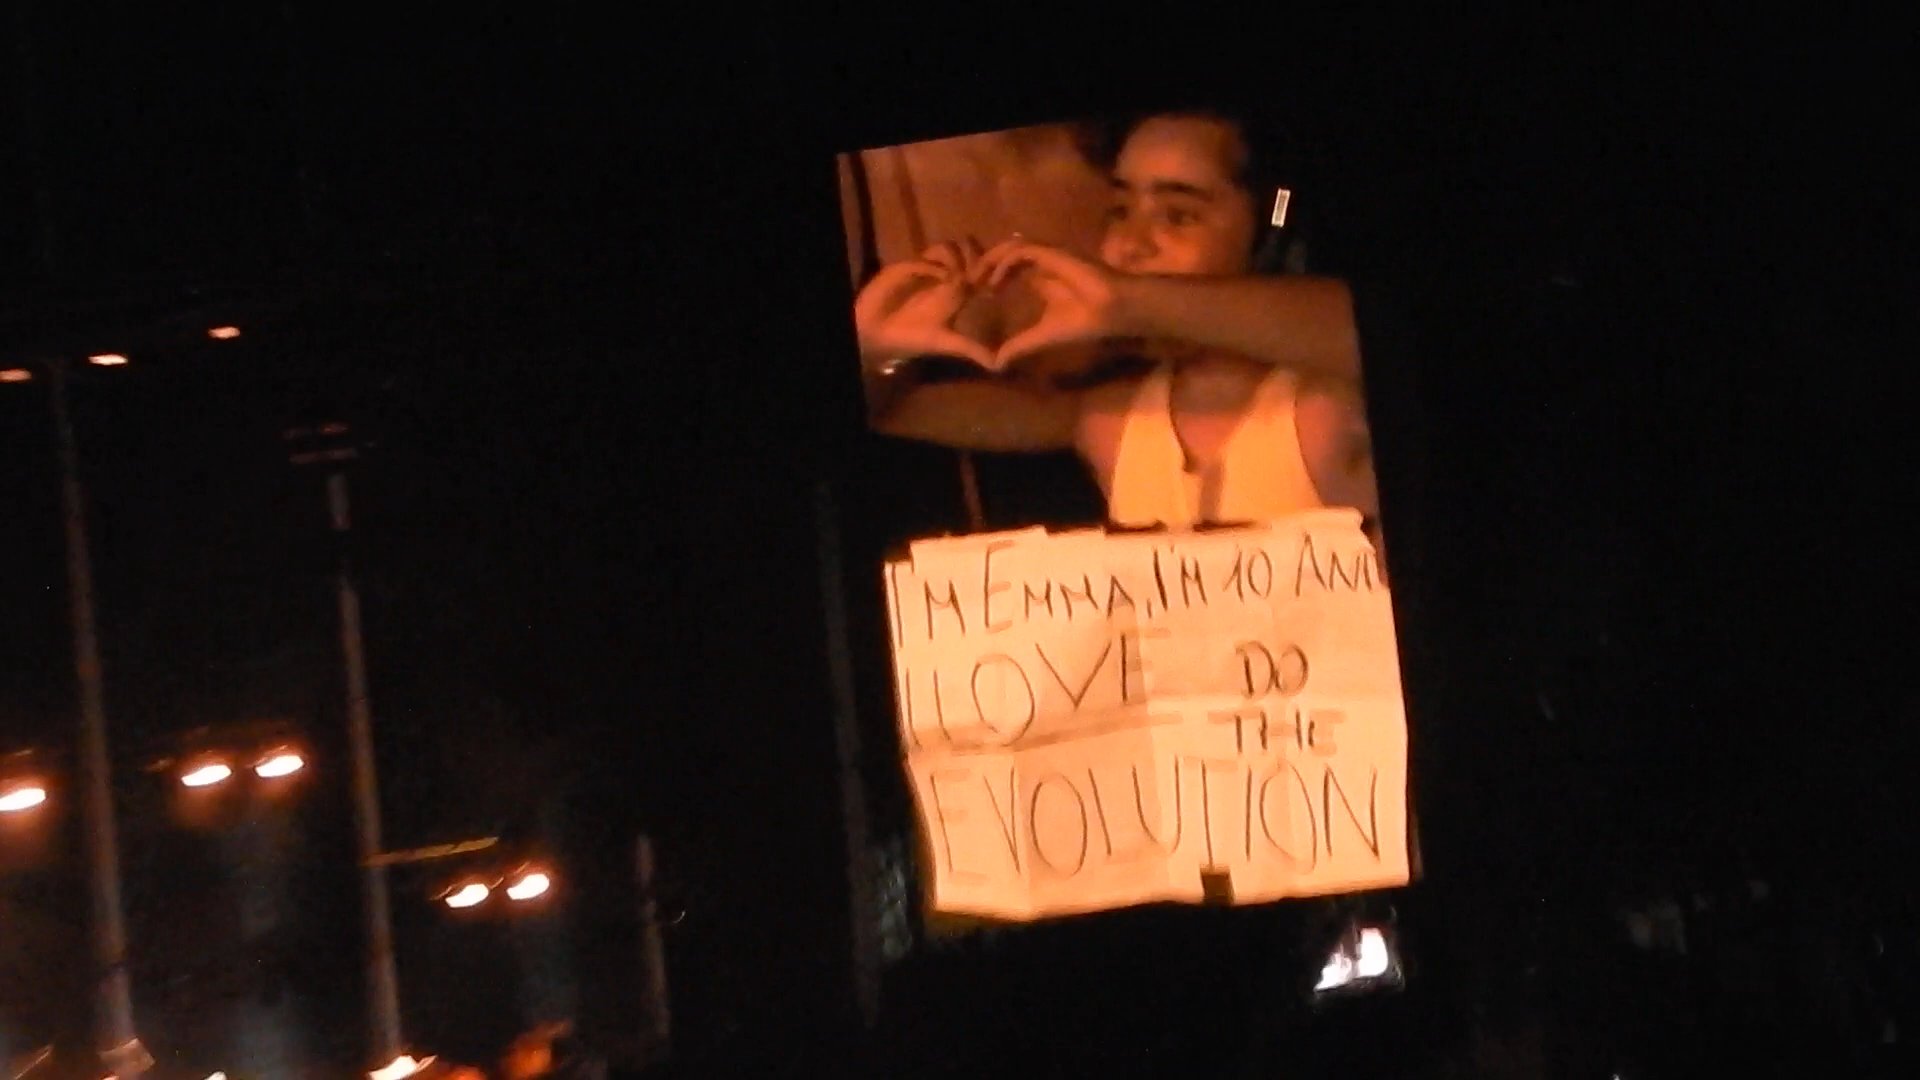 I'M EMMA, I'M 10 AND
I LOVE DO
THE
EVOLUTION